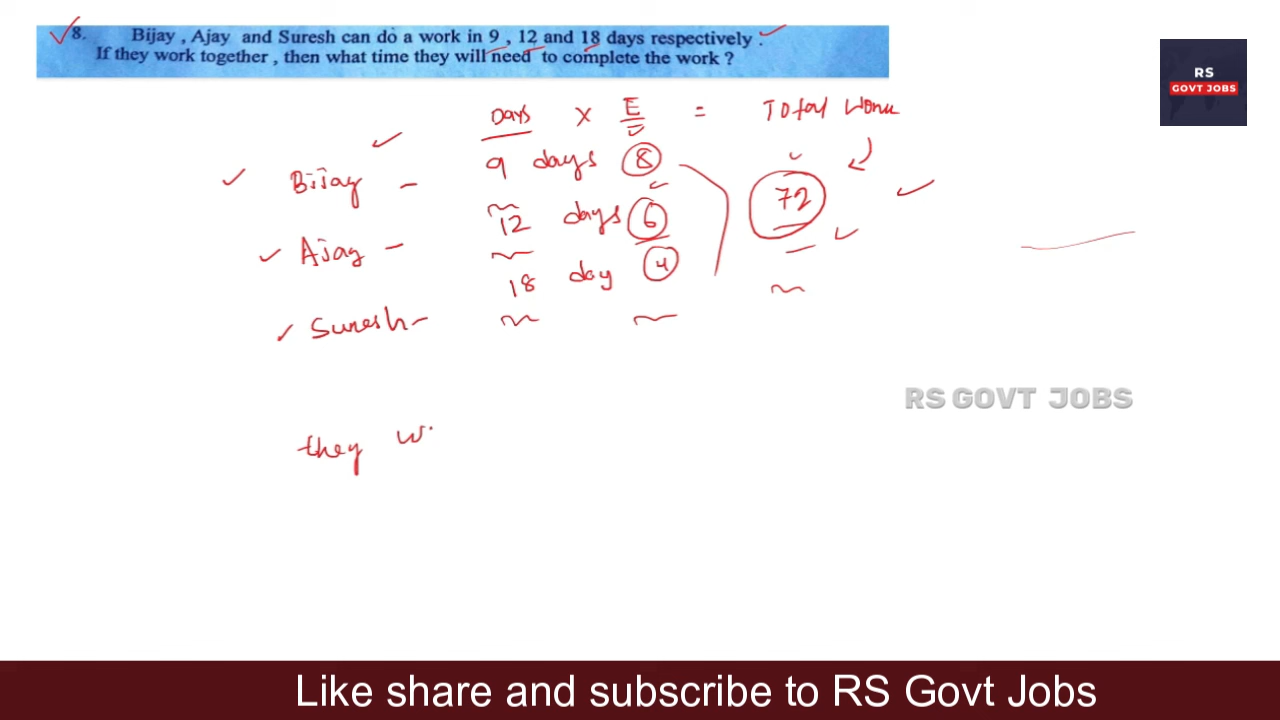 8. Bijay , Ajay and Suresh can do a work in 9 , 12 and 18 days respectively .
If they work together , then what time they will need to complete the work ?
RS
GOVT JOBS
Days x E = Total Work
Bijay - 9 days 8
72
Ajay - 12 days 6
Suresh - 18 day 4
RS GOVT JOBS
they w
Like share and subscribe to RS Govt Jobs